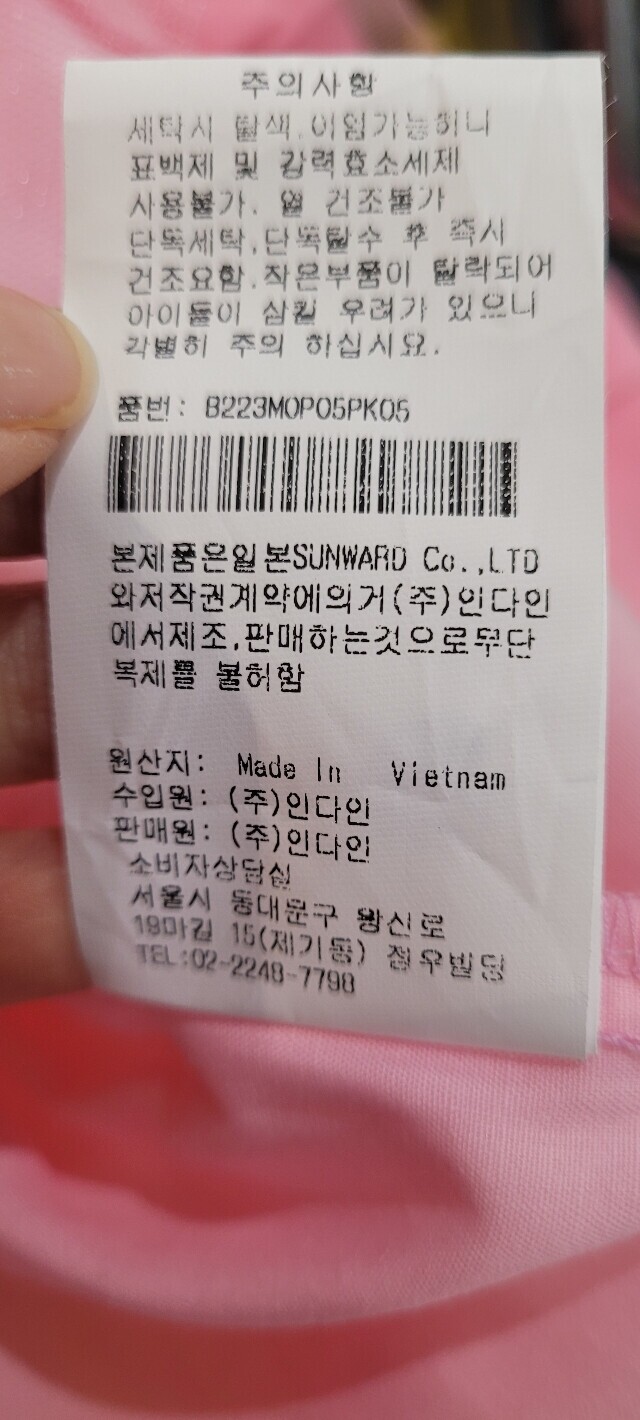 주의사항
세탁시 탈색.이염가능하니
표백제 및 강력효소세제
사용불가. 열 건조불가
단독세탁,단독탈수 후 즉시
건조요함.작은부품이 탈락되어
아이들이 삼킬 우려가 있으니
각별히 주의 하십시요.
품번: B223MOP05PK05
본제품은일본SUNWARD Co.,LTD
와저작권계약에의거(주)인다인
에서제조,판매하는것으로무단
복제를 불허함
원산지: Made In Vietnam
수입원: (주)인다인
판매원: (주)인다인
소비자상담실
서울시 동대문구 왕산로
19마길 15(제기동) 정우빌딩
TEL:02-2248-7798